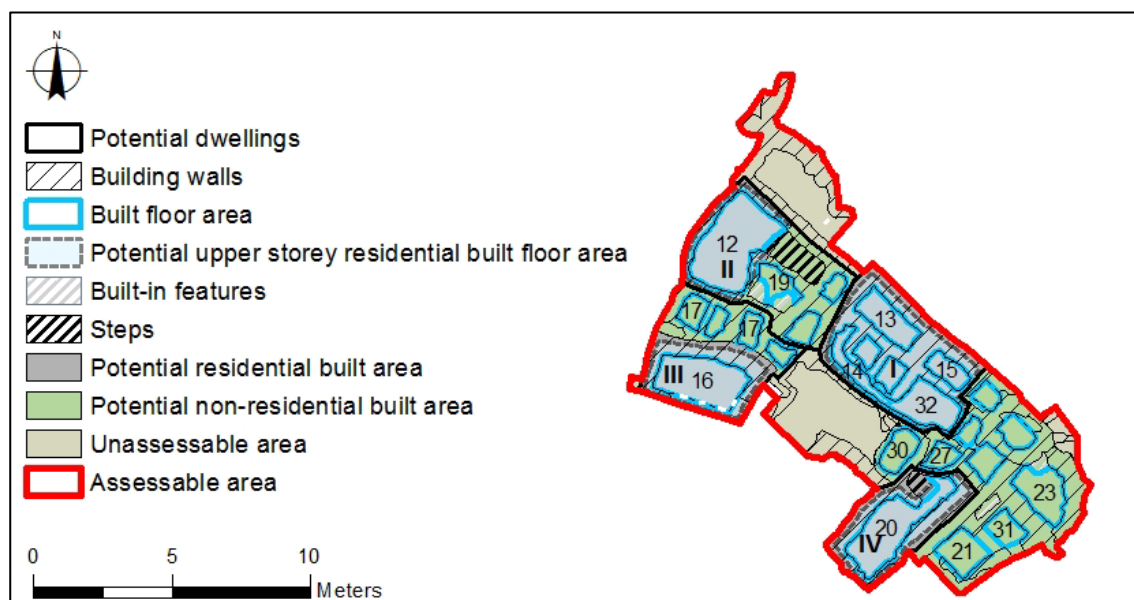 N
Potential dwellings
Building walls
Built floor area
Potential upper storey residential built floor area
Built-in features
Steps
Potential residential built area
Potential non-residential built area
Unassessable area
Assessable area
0 5 10
Meters
12
II
19
17
17
13
14
I
15
III
16
32
30
27
23
20
IV
31
21